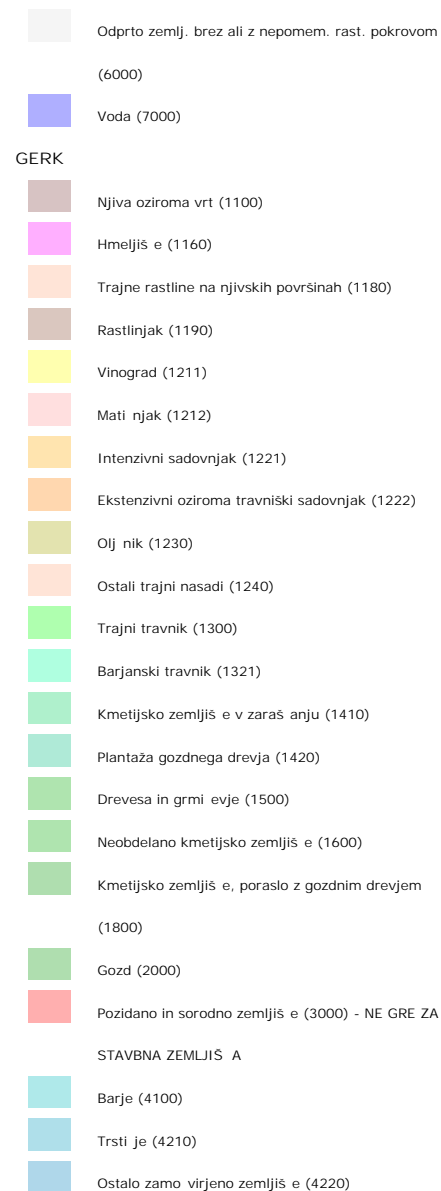 Odprto zemlj. brez ali z nepomem. rast. pokrovom
(6000)
Voda (7000)
GERK
Njiva oziroma vrt (1100)
Hmeljiš e (1160)
Trajne rastline na njivskih površinah (1180)
Rastlinjak (1190)
Vinograd (1211)
Mati njak (1212)
Intenzivni sadovnjak (1221)
Ekstenzivni oziroma travniški sadovnjak (1222)
Olj nik (1230)
Ostali trajni nasadi (1240)
Trajni travnik (1300)
Barjanski travnik (1321)
Kmetijsko zemljiš e v zaraš anju (1410)
Plantaža gozdnega drevja (1420)
Drevesa in grmi evje (1500)
Neobdelano kmetijsko zemljiš e (1600)
Kmetijsko zemljiš e, poraslo z gozdnim drevjem
(1800)
Gozd (2000)
Pozidano in sorodno zemljiš e (3000) - NE GRE ZA
STAVBNA ZEMLJIŠ A
Barje (4100)
Trsti je (4210)
Ostalo zamo virjeno zemljiš e (4220)